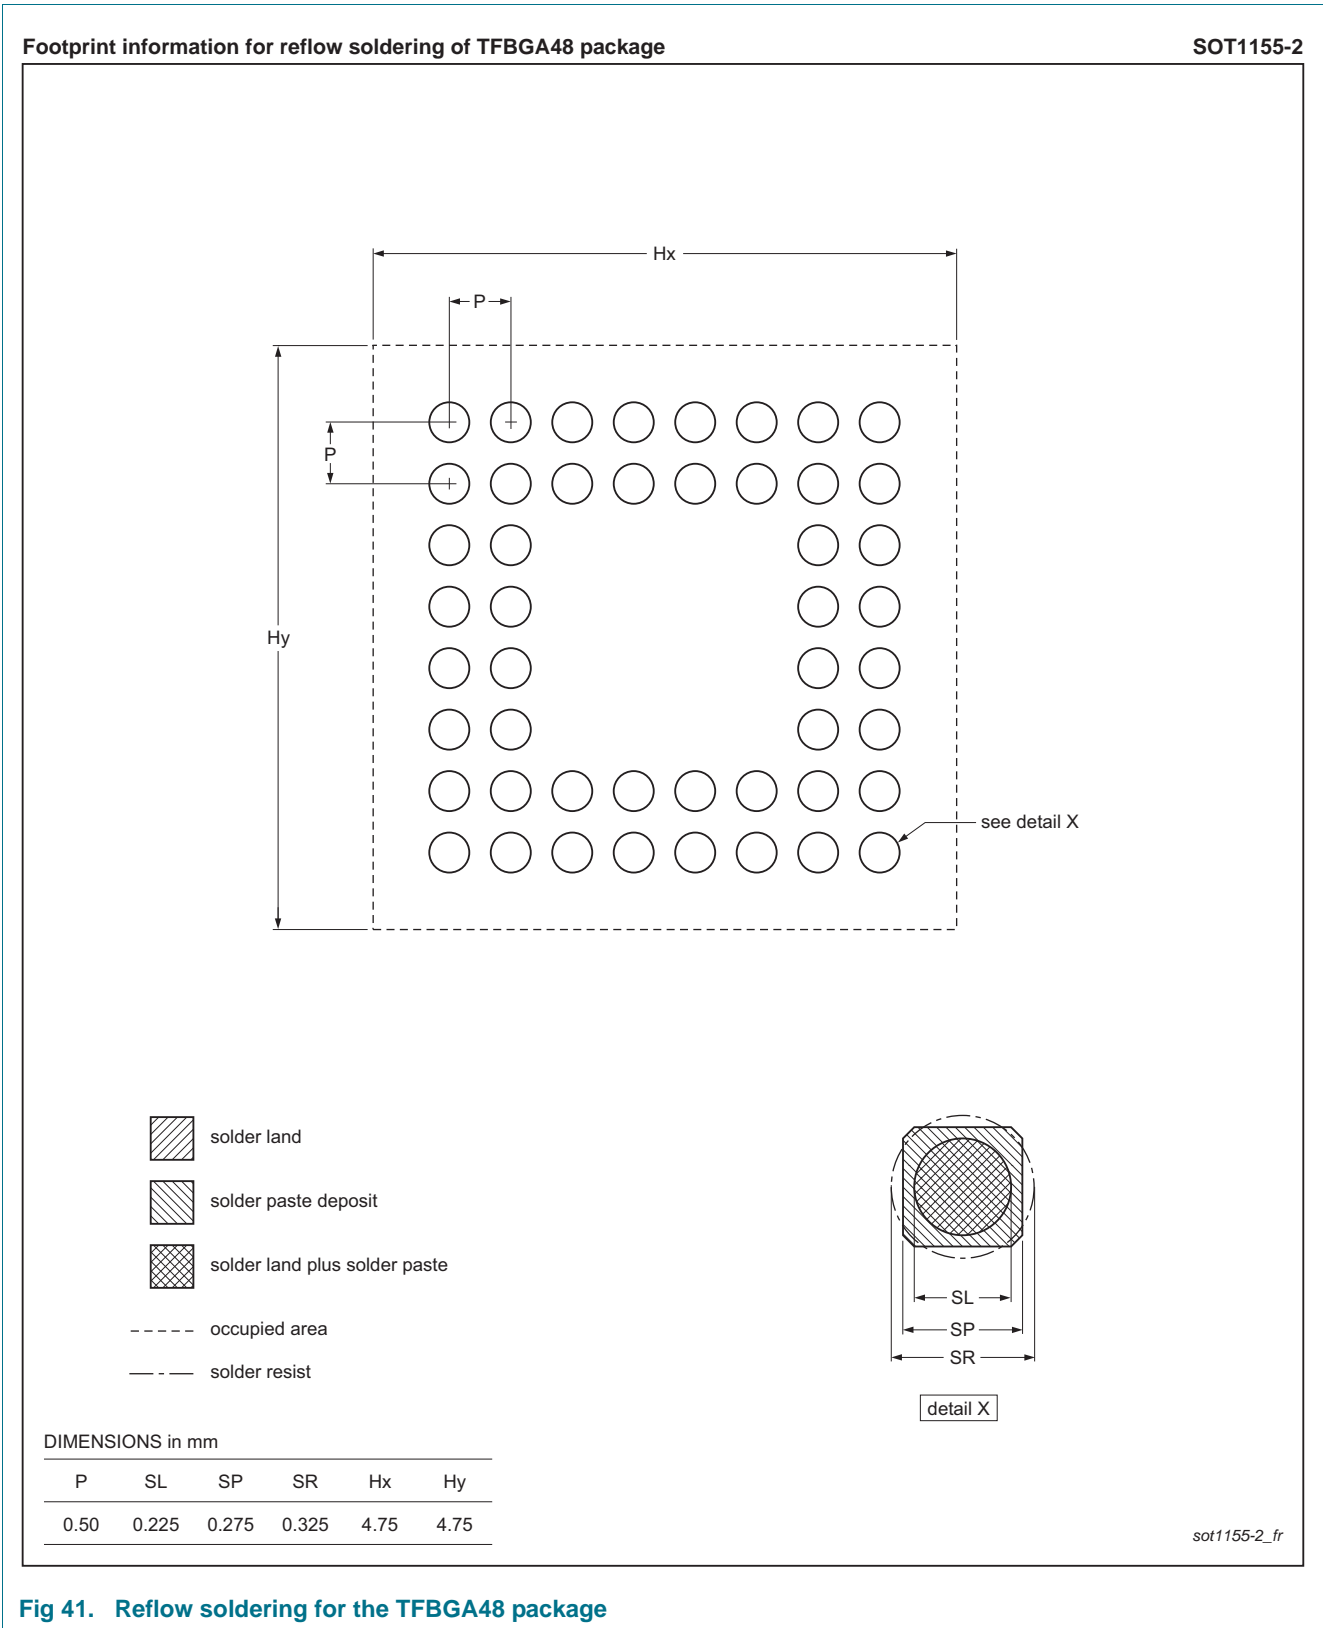 Footprint information for reflow soldering of TFBGA48 package SOT1155-2
Hx
P
P
Hy
see detail X
solder land
solder paste deposit
solder land plus solder paste
occupied area
solder resist
SL
SP
SR
detail X
DIMENSIONS in mm
P SL SP SR Hx Hy
0.50 0.225 0.275 0.325 4.75 4.75
sot1155-2_fr
Fig 41. Reflow soldering for the TFBGA48 package